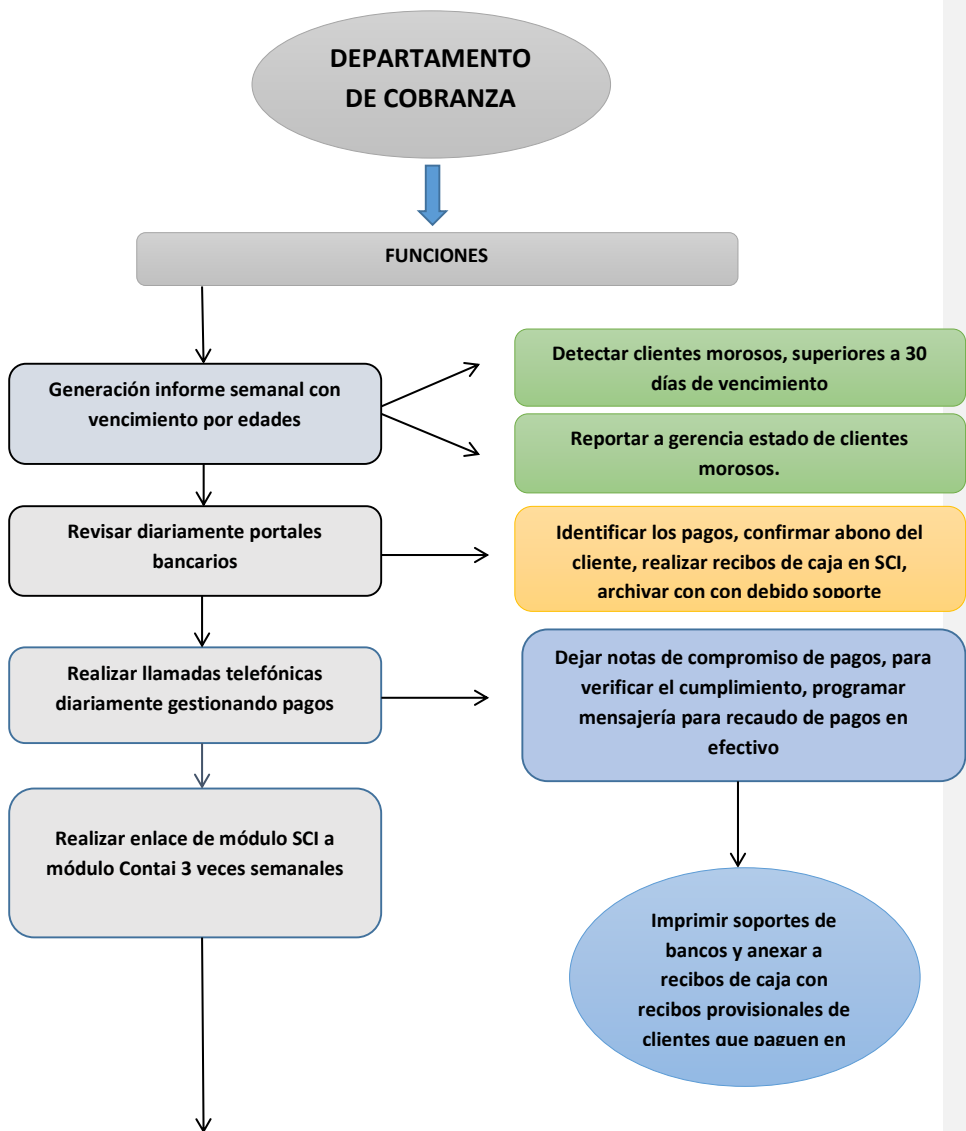 DEPARTAMENTO
DE COBRANZA
FUNCIONES
Generación informe semanal con
vencimiento por edades
Detectar clientes morosos, superiores a 30
días de vencimiento
Reportar a gerencia estado de clientes
morosos.
Revisar diariamente portales
bancarios
Identificar los pagos, confirmar abono del
cliente, realizar recibos de caja en SCI,
archivar con con debido soporte
Realizar llamadas telefónicas
diariamente gestionando pagos
Dejar notas de compromiso de pagos, para
verificar el cumplimiento, programar
mensajería para recaudo de pagos en
efectivo
Realizar enlace de módulo SCI a
módulo Contai 3 veces semanales
Imprimir soportes de
bancos y anexar a
recibos de caja con
recibos provisionales de
clientes que paguen en